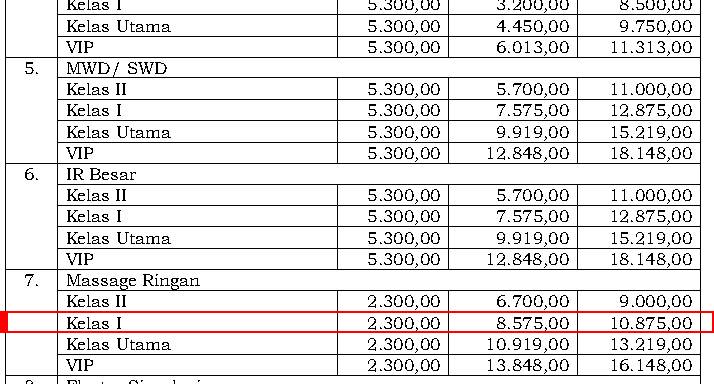 Kelas I 5.300,00 3.200,00 8.500,00
Kelas Utama 5.300,00 4.450,00 9.750,00
VIP 5.300,00 6.013,00 11.313,00
5. MWD/ SWD
Kelas II 5.300,00 5.700,00 11.000,00
Kelas I 5.300,00 7.575,00 12.875,00
Kelas Utama 5.300,00 9.919,00 15.219,00
VIP 5.300,00 12.848,00 18.148,00
6. IR Besar
Kelas II 5.300,00 5.700,00 11.000,00
Kelas I 5.300,00 7.575,00 12.875,00
Kelas Utama 5.300,00 9.919,00 15.219,00
VIP 5.300,00 12.848,00 18.148,00
7. Massage Ringan
Kelas II 2.300,00 6.700,00 9.000,00
Kelas I 2.300,00 8.575,00 10.875,00
Kelas Utama 2.300,00 10.919,00 13.219,00
VIP 2.300,00 13.848,00 16.148,00